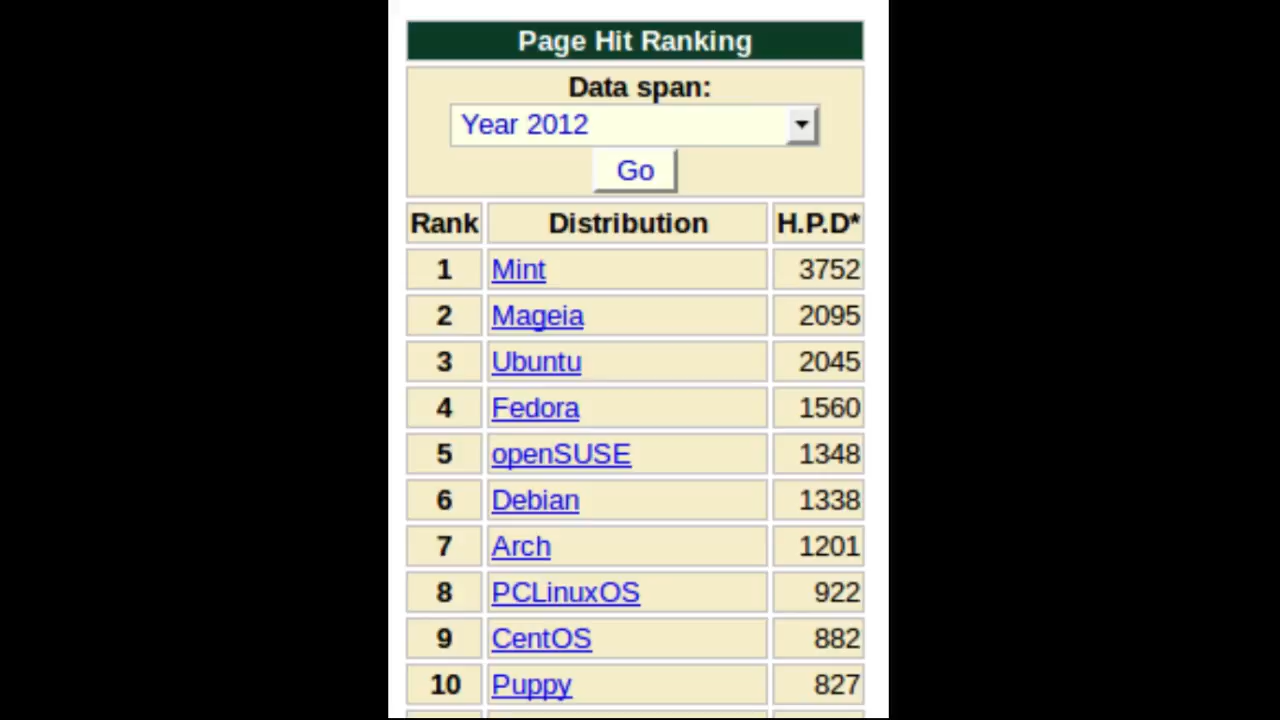 Page Hit Ranking
Data span:
Year 2012
Go
Rank Distribution H.P.D*
1 Mint 3752
2 Mageia 2095
3 Ubuntu 2045
4 Fedora 1560
5 openSUSE 1348
6 Debian 1338
7 Arch 1201
8 PCLinuxOS 922
9 CentOS 882
10 Puppy 827